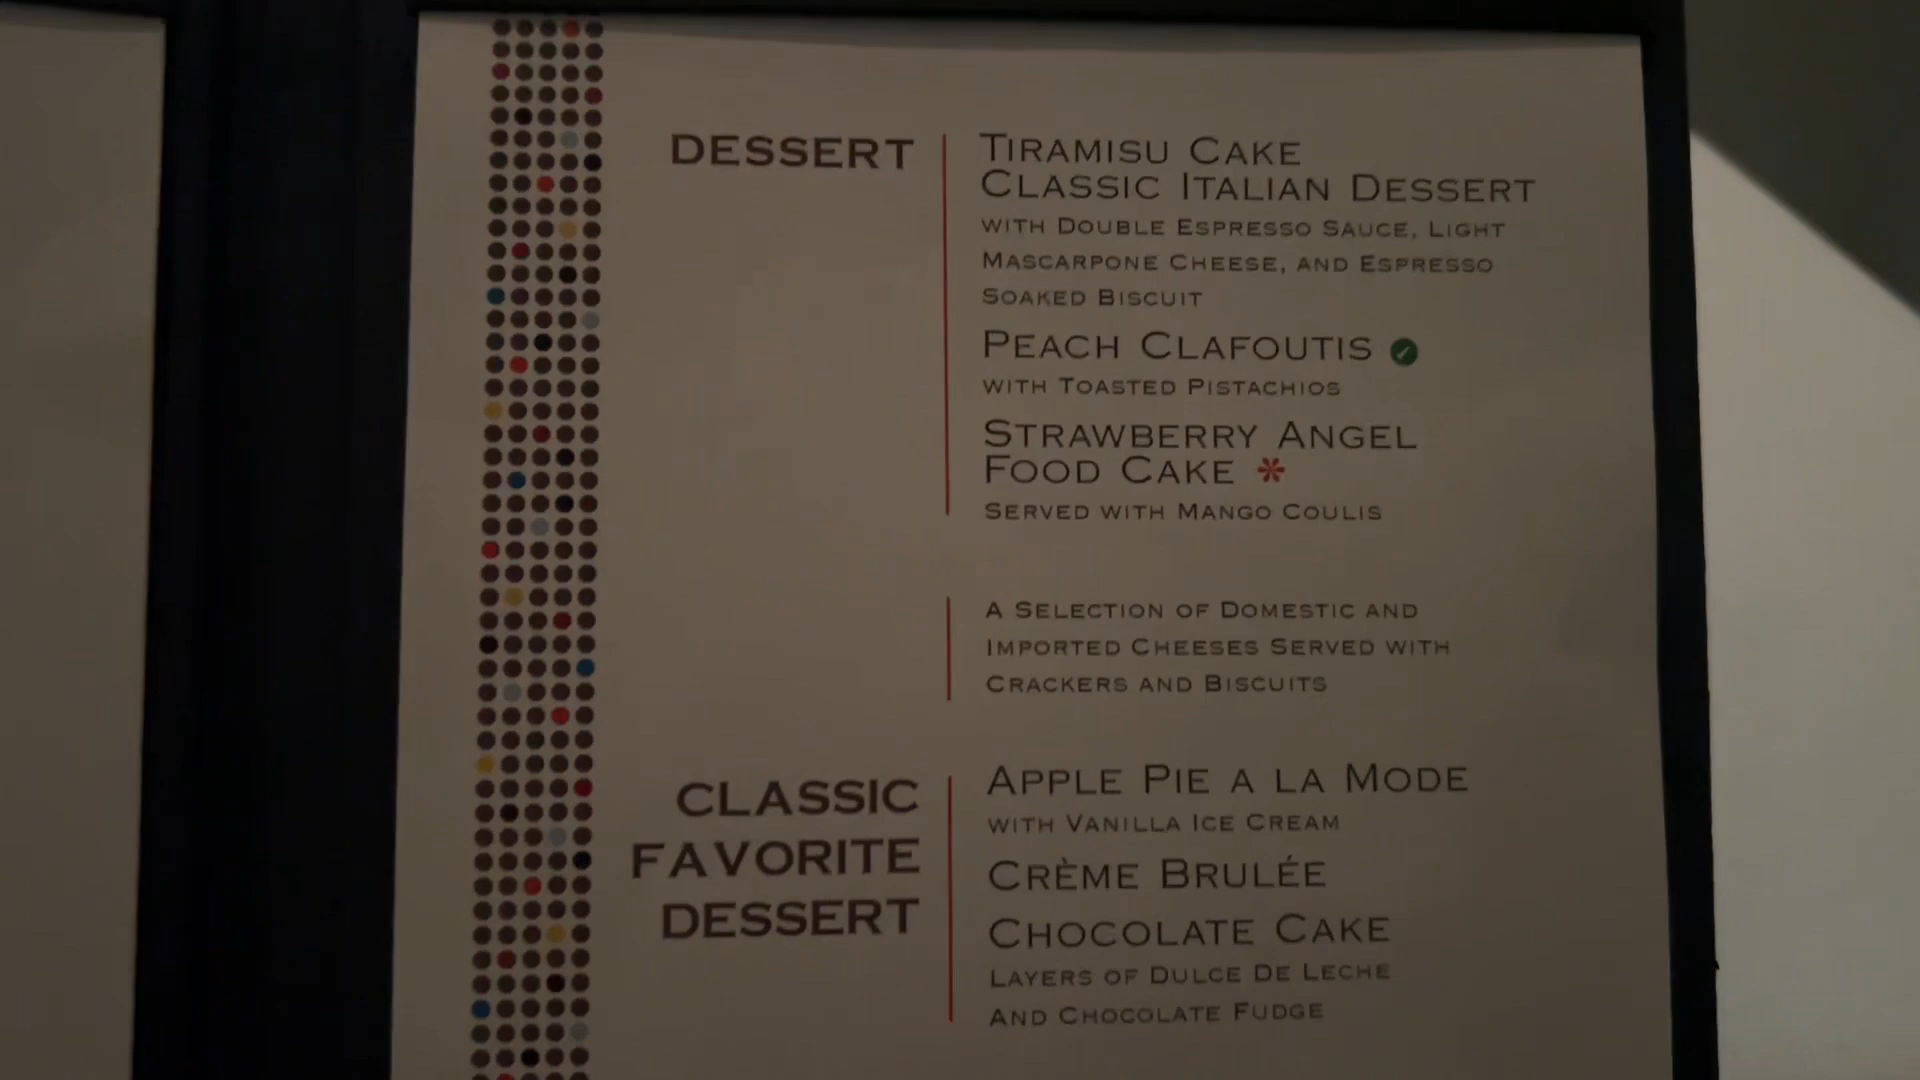 DESSERT
TIRAMISU CAKE
CLASSIC ITALIAN DESSERT
WITH DOUBLE ESPRESSO SAUCE, LIGHT
MASCARPONE CHEESE, AND ESPRESSO
SOAKED BISCUIT
PEACH CLAFOUTIS
WITH TOASTED PISTACHIOS
STRAWBERRY ANGEL
FOOD CAKE *
SERVED WITH MANGO COULIS
A SELECTION OF DOMESTIC AND
IMPORTED CHEESES SERVED WITH
CRACKERS AND BISCUITS
CLASSIC
FAVORITE
DESSERT
APPLE PIE A LA MODE
WITH VANILLA ICE CREAM
CRÈME BRULÉE
CHOCOLATE CAKE
LAYERS OF DULCE DE LECHE
AND CHOCOLATE FUDGE